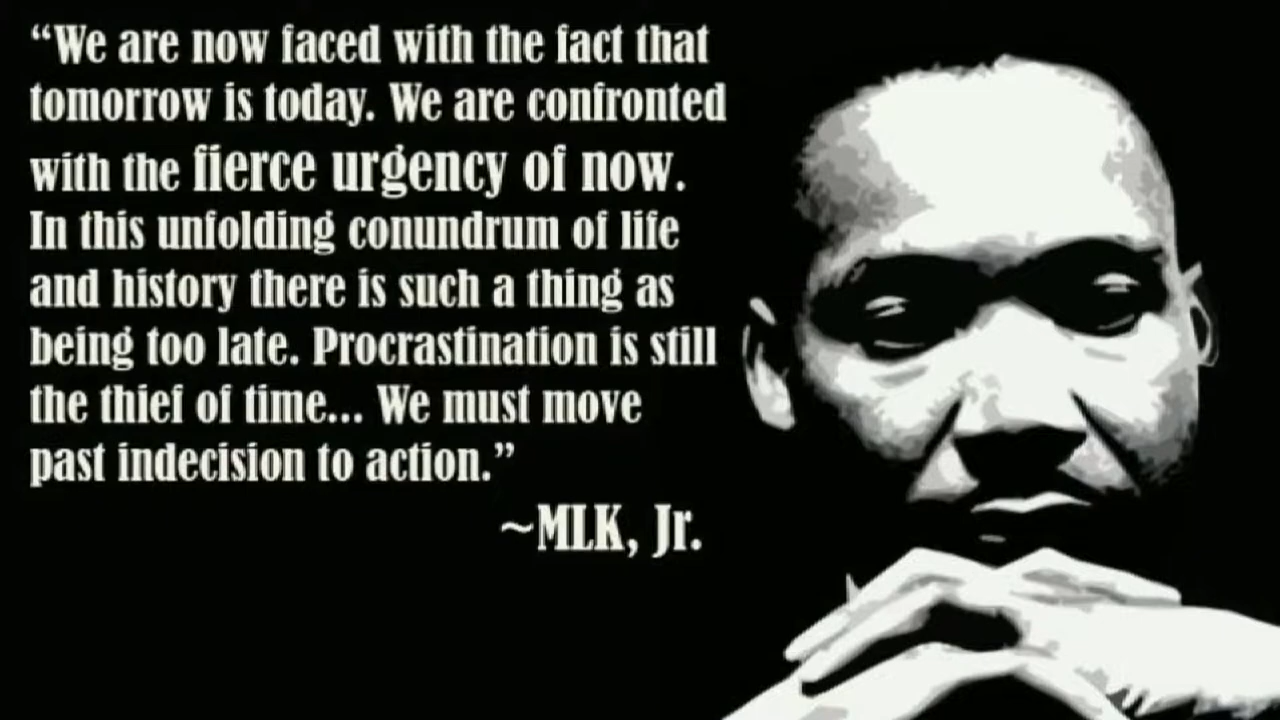 “We are now faced with the fact that
tomorrow is today. We are confronted
with the fierce urgency of now.
In this unfolding conundrum of life
and history there is such a thing as
being too late. Procrastination is still
the thief of time... We must move
past indecision to action.”
~MLK, Jr.